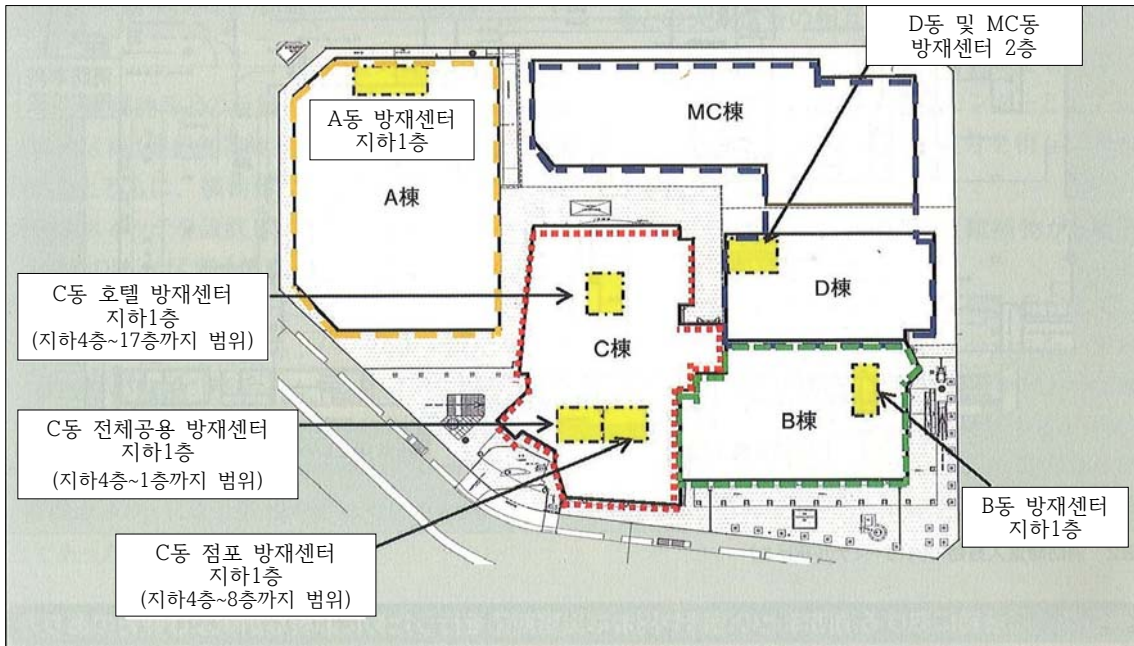 D동 및 MC동
방재센터 2층
A동 방재센터
지하1층
MC棟
A棟
C동 호텔 방재센터
지하1층
(지하4층~17층까지 범위)
D棟
C棟
C동 전체공용 방재센터
지하1층
(지하4층~1층까지 범위)
B棟
B동 방재센터
지하1층
C동 점포 방재센터
지하1층
(지하4층~8층까지 범위)